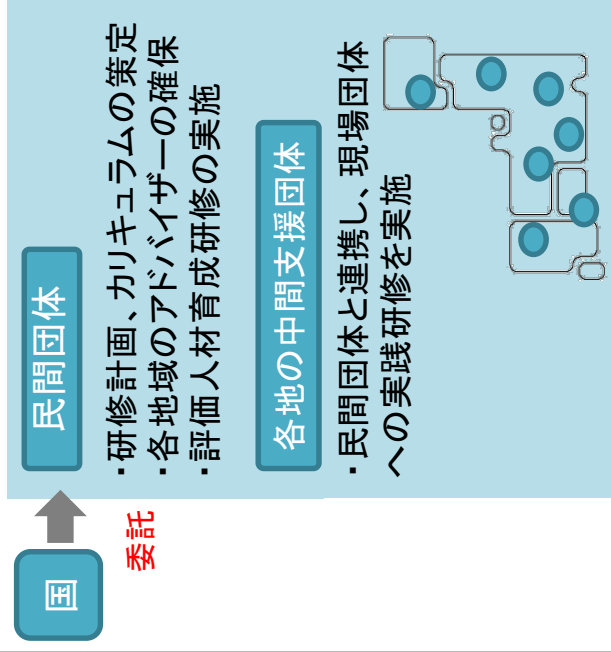 国
委託
民間団体
・研修計画、カリキュラムの策定
・各地域のアドバイザーの確保
・評価人材育成研修の実施
各地の中間支援団体
・民間団体と連携し、現場団体
への実践研修を実施